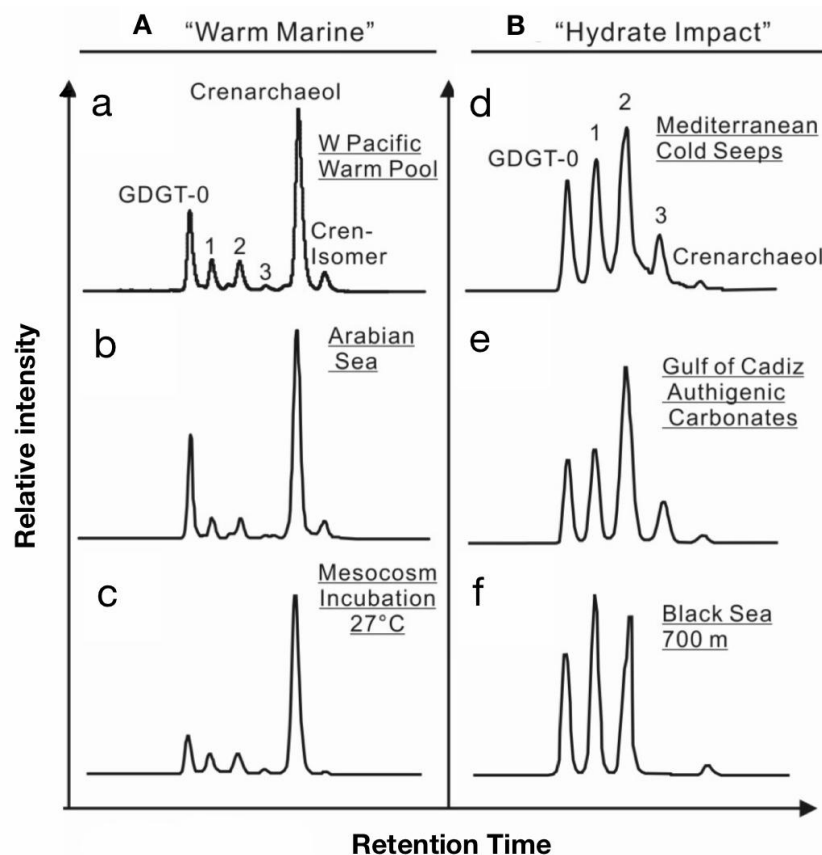 A "Warm Marine"
B "Hydrate Impact"
a
Crenarchaeol
W Pacific
Warm Pool
GDGT-0
1
2
3
Cren-
Isomer
b
Arabian
Sea
c
Mesocosm
Incubation
27°C
d
2
1
GDGT-0
Mediterranean
Cold Seeps
3
Crenarchaeol
e
Gulf of Cadiz
Authigenic
Carbonates
f
Black Sea
700 m
Relative intensity
Retention Time